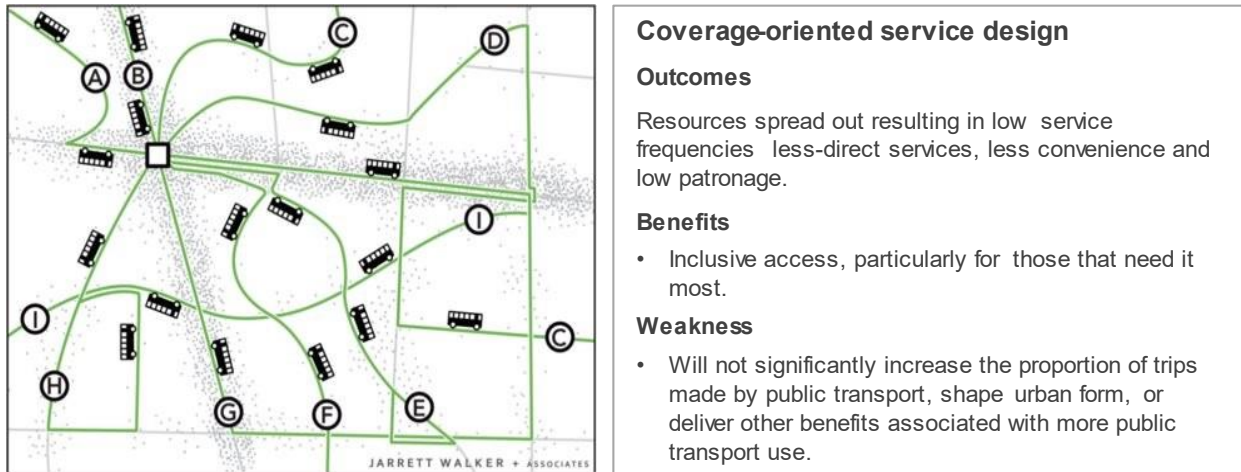 C
D
A
B
I
I
C
H
G
F
E
JARRETT WALKER + ASSOCIATES
Coverage-oriented service design
Outcomes
Resources spread out resulting in low service
frequencies less-direct services, less convenience and
low patronage.
Benefits
• Inclusive access, particularly for those that need it
most.
Weakness
• Will not significantly increase the proportion of trips
made by public transport, shape urban form, or
deliver other benefits associated with more public
transport use.